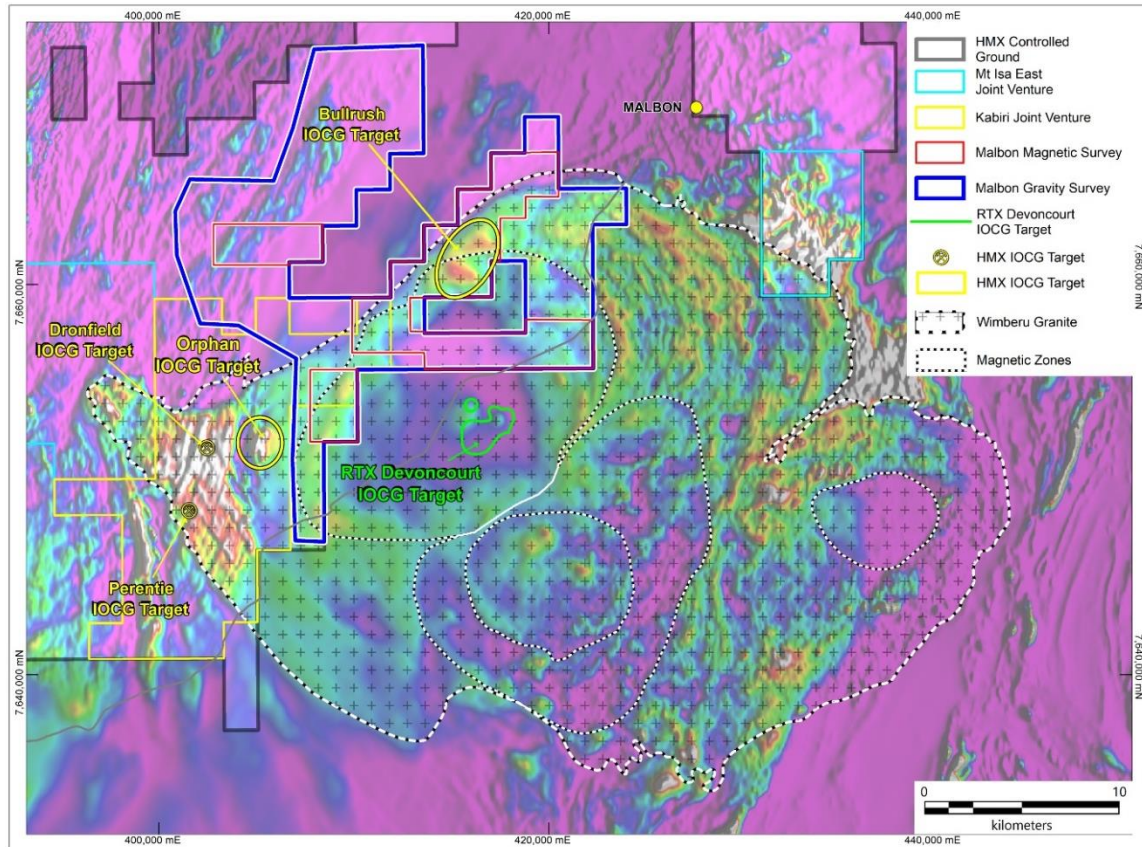 400,000 mE
420,000 mE
440,000 mE
HMX Controlled
Ground
Mt Isa East
Joint Venture
Kabiri Joint Venture
Malbon Magnetic Survey
Malbon Gravity Survey
RTX Devoncourt
IOCG Target
HMX IOCG Target
HMX IOCG Target
Wimberu Granite
Magnetic Zones
Bullrush
IOCG Target
MALBON
7,660,000 mN
7,660,000 mN
Dronfield
IOCG Target
Orphan
IOCG Target
RTX Devoncourt
IOCG Target
Perentie
IOCG Target
7,640,000 mN
7,640,000 mN
0
10
kilometers
400,000 mE
420,000 mE
440,000 mE